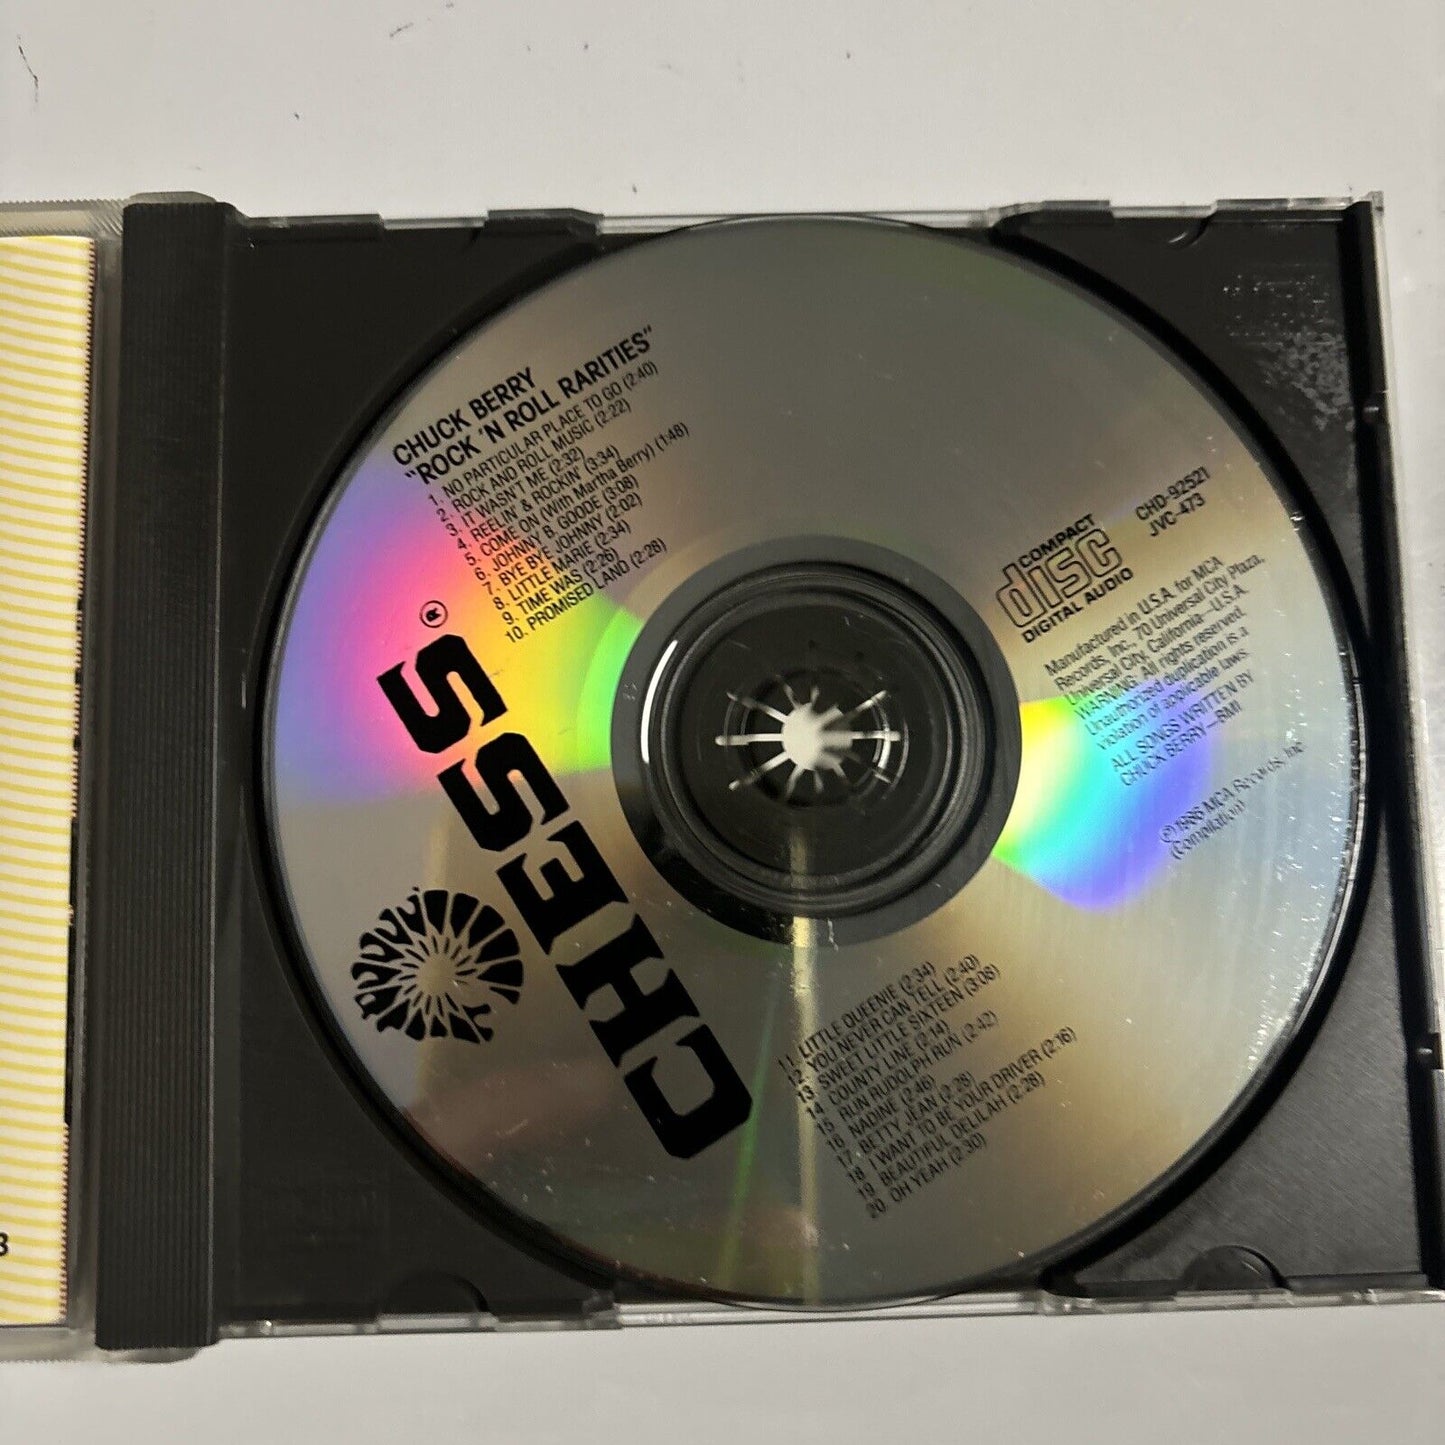 CHUCK BERRY
"ROCK 'N ROLL RARITIES"
1. NO PARTICULAR PLACE TO GO (2:40)
2. ROCK AND ROLL MUSIC (2:22)
3. IT WASN'T ME (2:32)
4. REELIN' & ROCKIN' (3:34)
5. COME ON (with Martha Berry) (1:48)
6. JOHNNY B. GOODE (3:08)
7. BYE BYE JOHNNY (2:02)
8. LITTLE MARIE (2:34)
9. TIME WAS (2:26)
10. PROMISED LAND (2:28)
CHESS®
COMPACT
disc
DIGITAL AUDIO
CHD-92521
JVC-473
Manufactured in U.S.A. for MCA
Records, Inc., 70 Universal City Plaza,
Universal City, California—U.S.A.
WARNING: All rights reserved.
Unauthorized duplication is a
violation of applicable laws.
ALL SONGS WRITTEN BY
CHUCK BERRY—BMI
℗1986 MCA Records, Inc.
(Compilation)
11. LITTLE QUEENIE (2:34)
12. YOU NEVER CAN TELL (2:40)
13. SWEET LITTLE SIXTEEN (3:08)
14. COUNTY LINE (2:14)
15. RUN RUDOLPH RUN (2:42)
16. NADINE (2:46)
17. BETTY JEAN (2:28)
18. I WANT TO BE YOUR DRIVER (2:16)
19. BEAUTIFUL DELILAH (2:28)
20. OH YEAH (2:30)
3